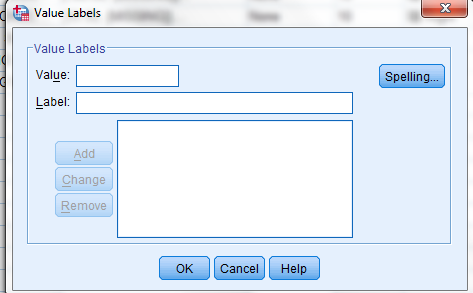 Value Labels
Value Labels
Value:
Spelling...
Label:
Add
Change
Remove
OK Cancel Help